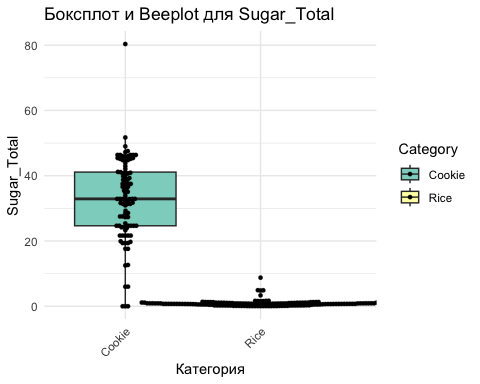 Боксплот и Beeplot для Sugar_Total
80
60
40
20
0
Sugar_Total
Cookie
Rice
Категория
Category
Cookie
Rice